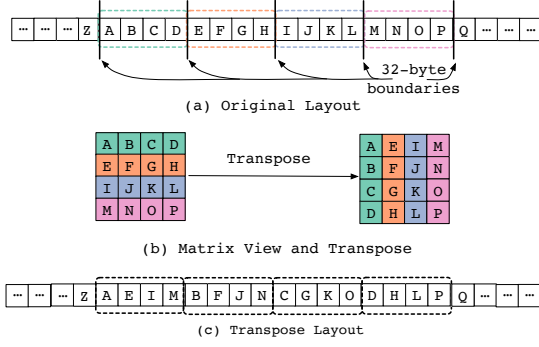 ... ... ... Z A B C D E F G H I J K L M N O P Q ... ... ...
32-byte
boundaries
(a) Original Layout
A B C D
E F G H
I J K L
M N O P
Transpose
A E I M
B F J N
C G K O
D H L P
(b) Matrix View and Transpose
... ... ... Z A E I M B F J N C G K O D H L P Q ... ... ...
(c) Transpose Layout